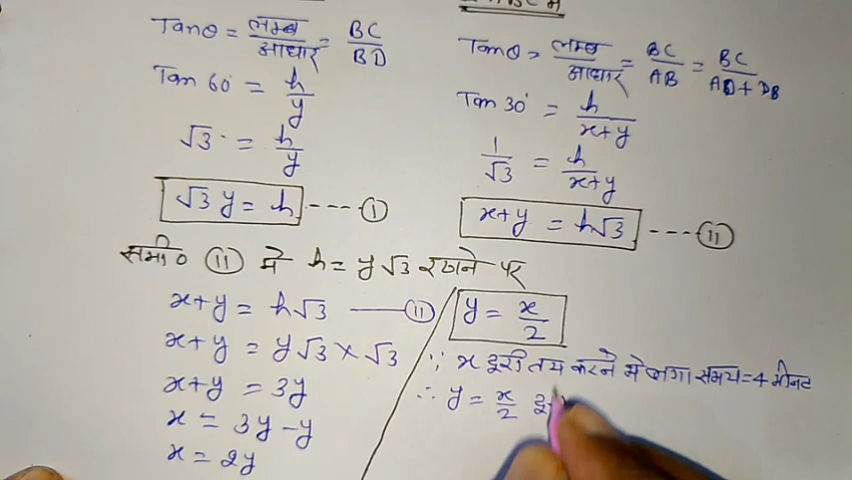 Tanθ = लम्ब/आधार = BC/BD
Tan 60° = h/y
√3 = h/y
√3 y = h ---- (I)
Tanθ = लम्ब/आधार = BC/AB = BC/AD+DB
Tan 30° = h/x+y
1/√3 = h/x+y
x+y = h√3 --- (II)
समी० (II) मे h = y√3 रखने पर
x+y = h√3 —— (II)
x+y = y√3 × √3
x+y = 3y
x = 3y - y
x = 2y
y = x/2
∵ x दूरी तय करने मे लगा समय = 4 मीनट
∴ y = x/2